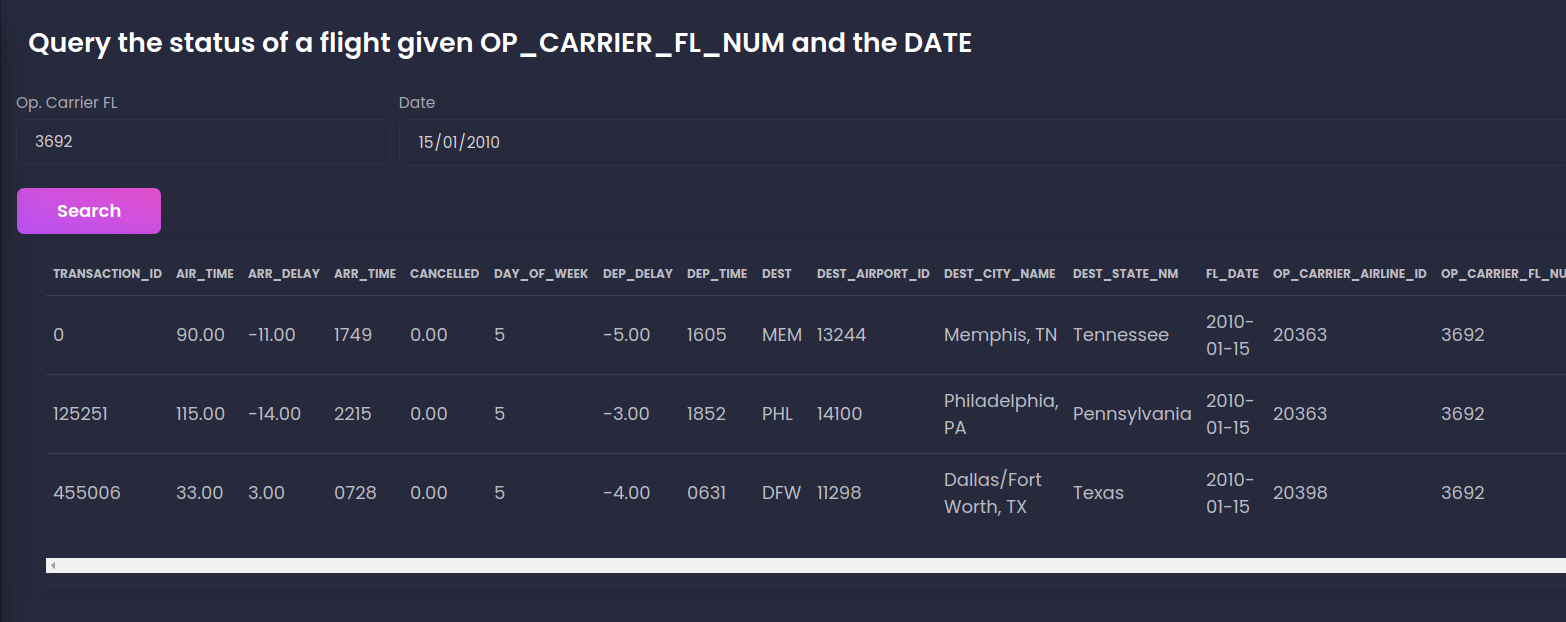 Query the status of a flight given OP_CARRIER_FL_NUM and the DATE
Op. Carrier FL Date
3692 15/01/2010
Search
TRANSACTION_ID AIR_TIME ARR_DELAY ARR_TIME CANCELLED DAY_OF_WEEK DEP_DELAY DEP_TIME DEST DEST_AIRPORT_ID DEST_CITY_NAME DEST_STATE_NM FL_DATE OP_CARRIER_AIRLINE_ID OP_CARRIER_FL_NU
0 90.00 -11.00 1749 0.00 5 -5.00 1605 MEM 13244 Memphis, TN Tennessee 2010-
01-15 20363 3692
125251 115.00 -14.00 2215 0.00 5 -3.00 1852 PHL 14100 Philadelphia,
PA Pennsylvania 2010-
01-15 20363 3692
455006 33.00 3.00 0728 0.00 5 -4.00 0631 DFW 11298 Dallas/Fort
Worth, TX Texas 2010-
01-15 20398 3692